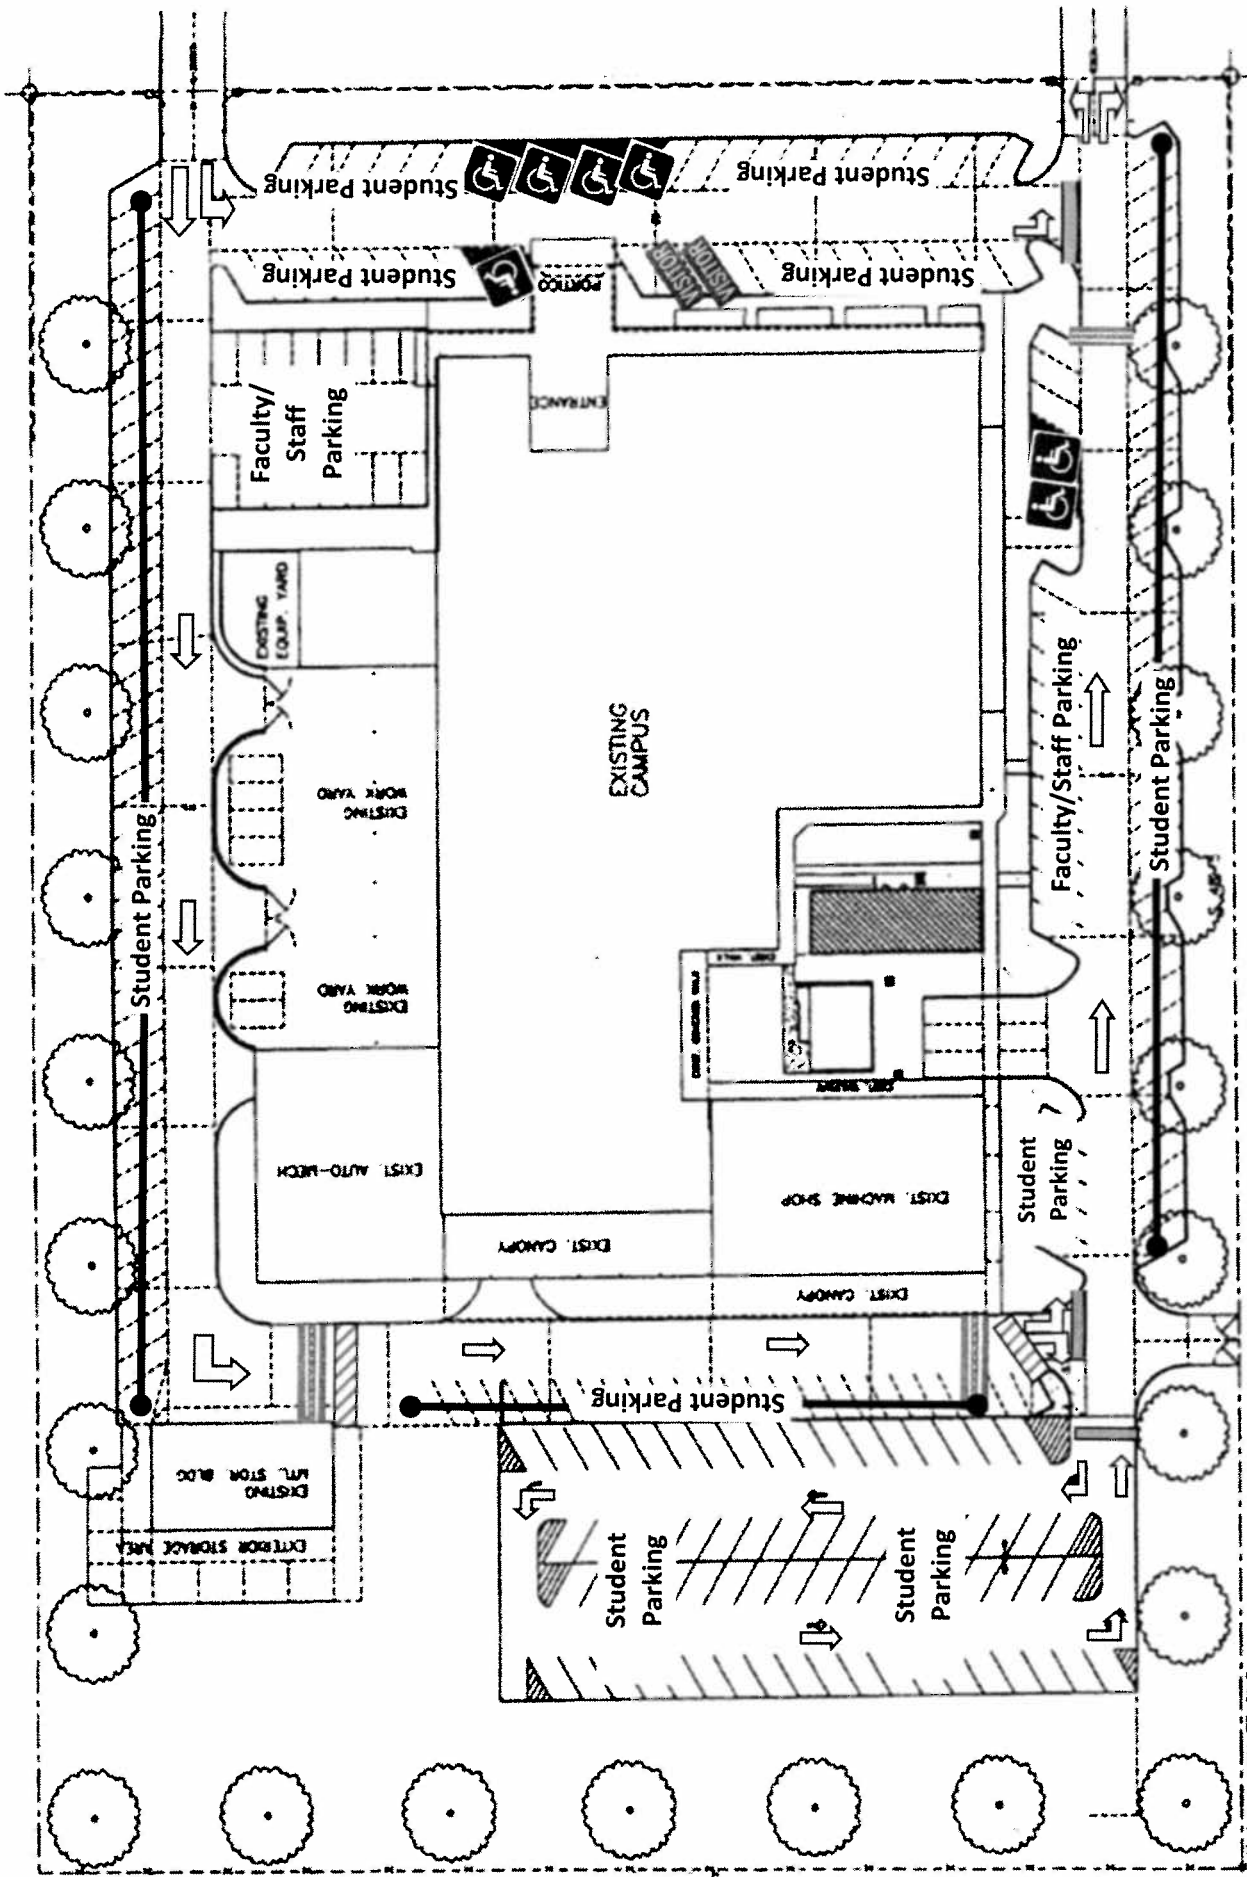 Student Parking
Student Parking
Student Parking
Student Parking
PORTICO
VISITOR
VISITOR
Faculty/
Staff
Parking
ENTRANCE
EXISTING
EQUIP. YARD
EXISTING
WORK YARD
EXISTING
CAMPUS
Faculty/Staff Parking
Student Parking
Student Parking
EXISTING
WORK YARD
EXIST. AUTO-MECH
EXIST. MACHINE SHOP
Student
Parking
EXIST. CANOPY
EXIST. CANOPY
Student Parking
EXISTING
MTL. STOR. BLDG
EXTERIOR STORAGE AREA
Student
Parking
Student
Parking